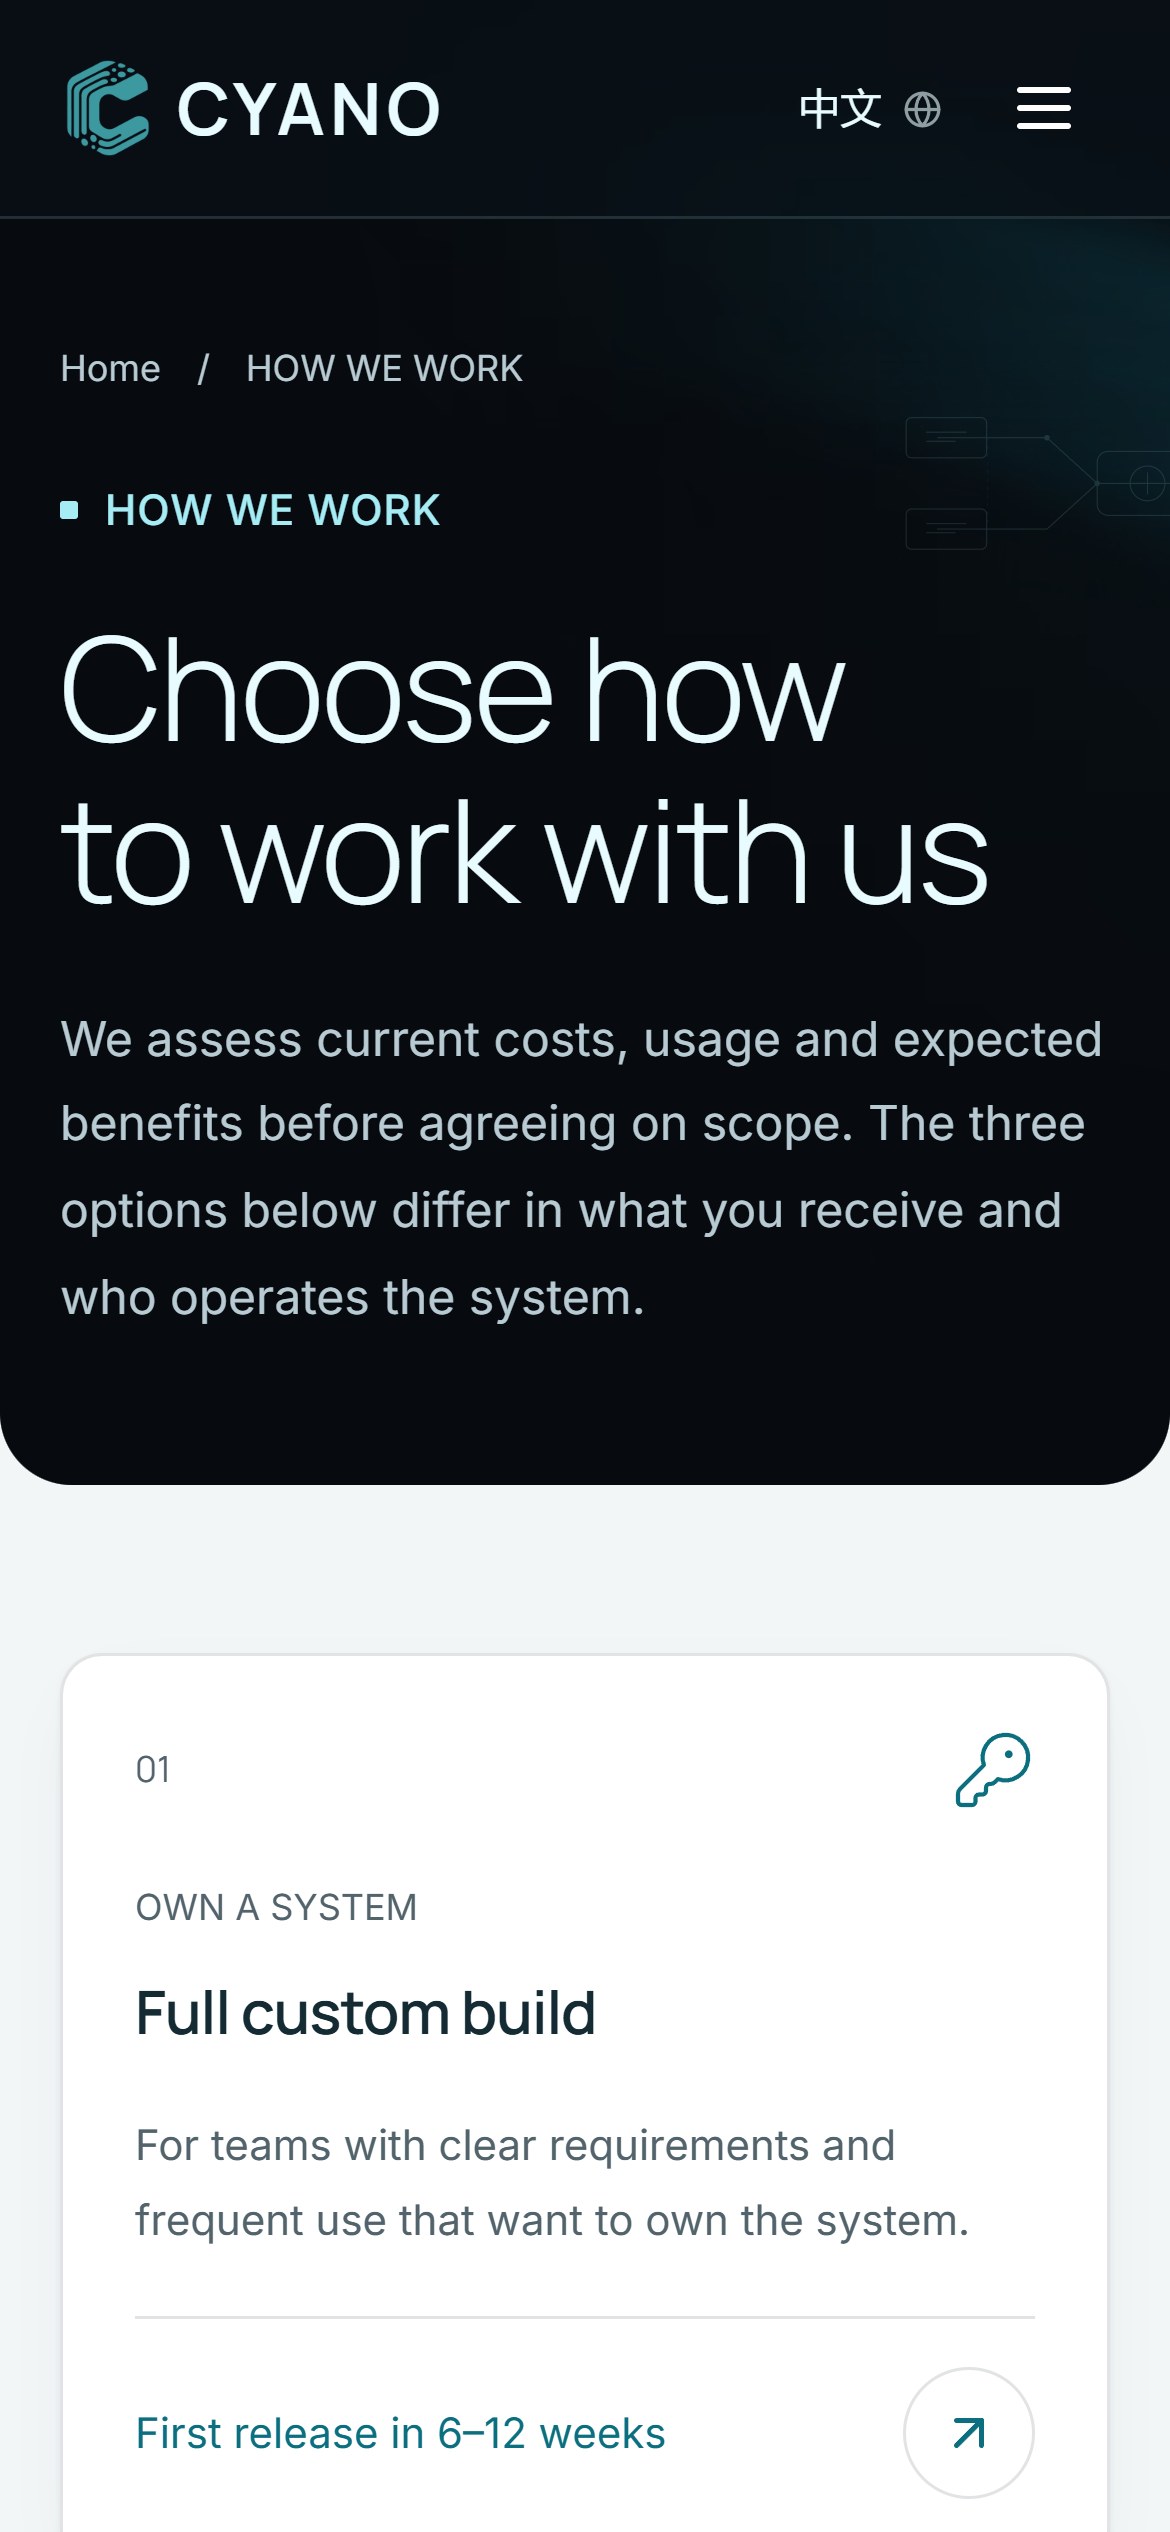 CYANO
中文
Home / HOW WE WORK
HOW WE WORK
Choose how
to work with us
We assess current costs, usage and expected
benefits before agreeing on scope. The three
options below differ in what you receive and
who operates the system.
01
OWN A SYSTEM
Full custom build
For teams with clear requirements and
frequent use that want to own the system.
First release in 6–12 weeks